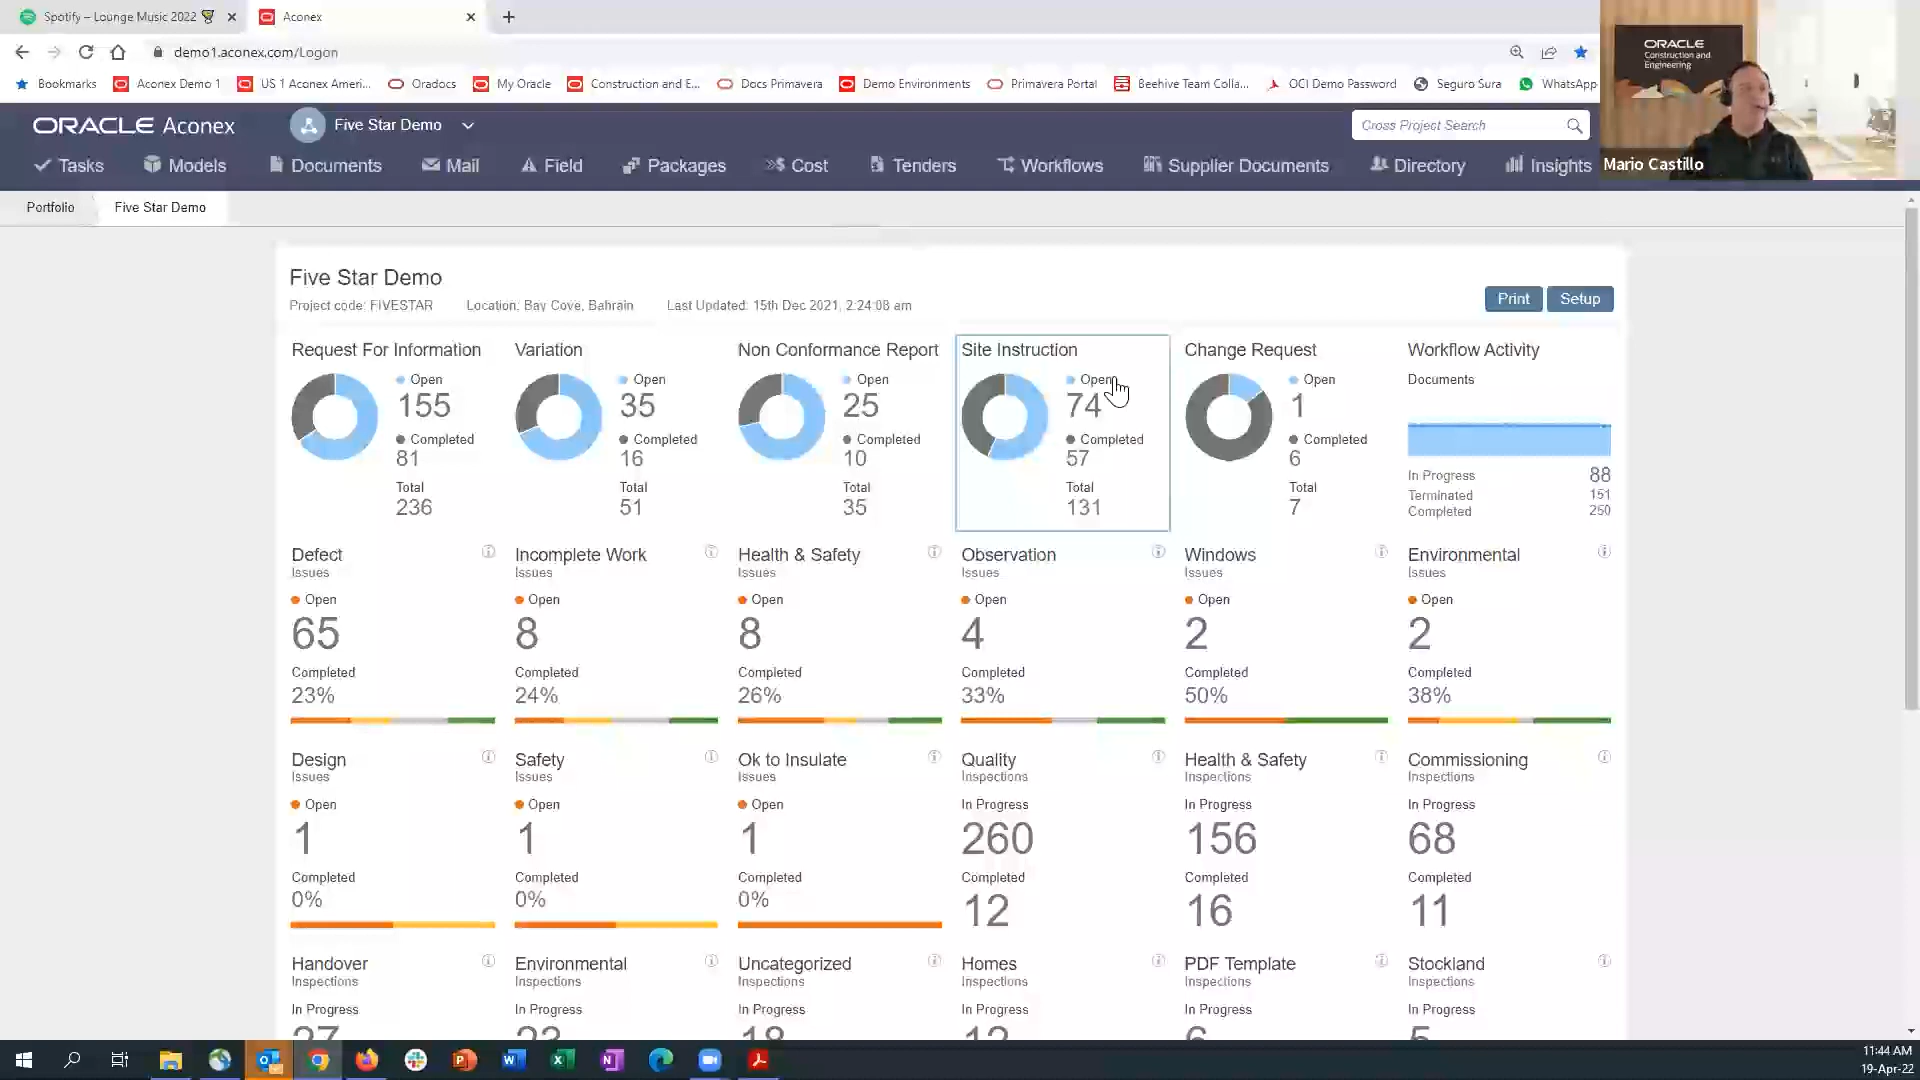 Spotify – Lounge Music 2022
Aconex
demo1.aconex.com/Logon
Bookmarks
Aconex Demo 1
US 1 Aconex Ameri...
Oradocs
My Oracle
Construction and E...
Docs Primavera
Demo Environments
Primavera Portal
Beehive Team Colla...
OCI Demo Password
Seguro Sura
WhatsApp
ORACLE
Construction and
Engineering
Mario Castillo
ORACLE Aconex
Five Star Demo
Cross Project Search
Tasks
Models
Documents
Mail
Field
Packages
Cost
Tenders
Workflows
Supplier Documents
Directory
Insights
Portfolio
Five Star Demo
Five Star Demo
Project code: FIVESTAR
Location: Bay Cove, Bahrain
Last Updated: 15th Dec 2021, 2:24:08 am
Print
Setup
Request For Information
Open
155
Completed
81
Total
236
Variation
Open
35
Completed
16
Total
51
Non Conformance Report
Open
25
Completed
10
Total
35
Site Instruction
Open
74
Completed
57
Total
131
Change Request
Open
1
Completed
6
Total
7
Workflow Activity
Documents
In Progress 88
Terminated 151
Completed 250
Defect
Issues
Open
65
Completed
23%
Incomplete Work
Issues
Open
8
Completed
24%
Health & Safety
Issues
Open
8
Completed
26%
Observation
Issues
Open
4
Completed
33%
Windows
Issues
Open
2
Completed
50%
Environmental
Issues
Open
2
Completed
38%
Design
Issues
Open
1
Completed
0%
Safety
Issues
Open
1
Completed
0%
Ok to Insulate
Issues
Open
1
Completed
0%
Quality
Inspections
In Progress
260
Completed
12
Health & Safety
Inspections
In Progress
156
Completed
16
Commissioning
Inspections
In Progress
68
Completed
11
Handover
Inspections
In Progress
Environmental
Inspections
In Progress
Uncategorized
Inspections
In Progress
Homes
Inspections
In Progress
PDF Template
Inspections
In Progress
Stockland
Inspections
In Progress
11:44 AM
19-Apr-22